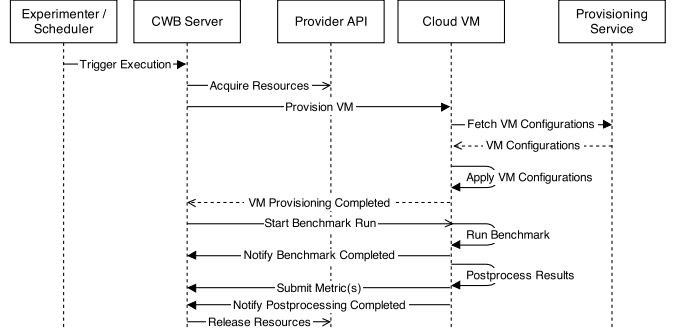 Experimenter /
Scheduler
CWB Server
Provider API
Cloud VM
Provisioning
Service
Trigger Execution
Acquire Resources
Provision VM
Fetch VM Configurations
VM Configurations
Apply VM Configurations
VM Provisioning Completed
Start Benchmark Run
Run Benchmark
Notify Benchmark Completed
Postprocess Results
Submit Metric(s)
Notify Postprocessing Completed
Release Resources